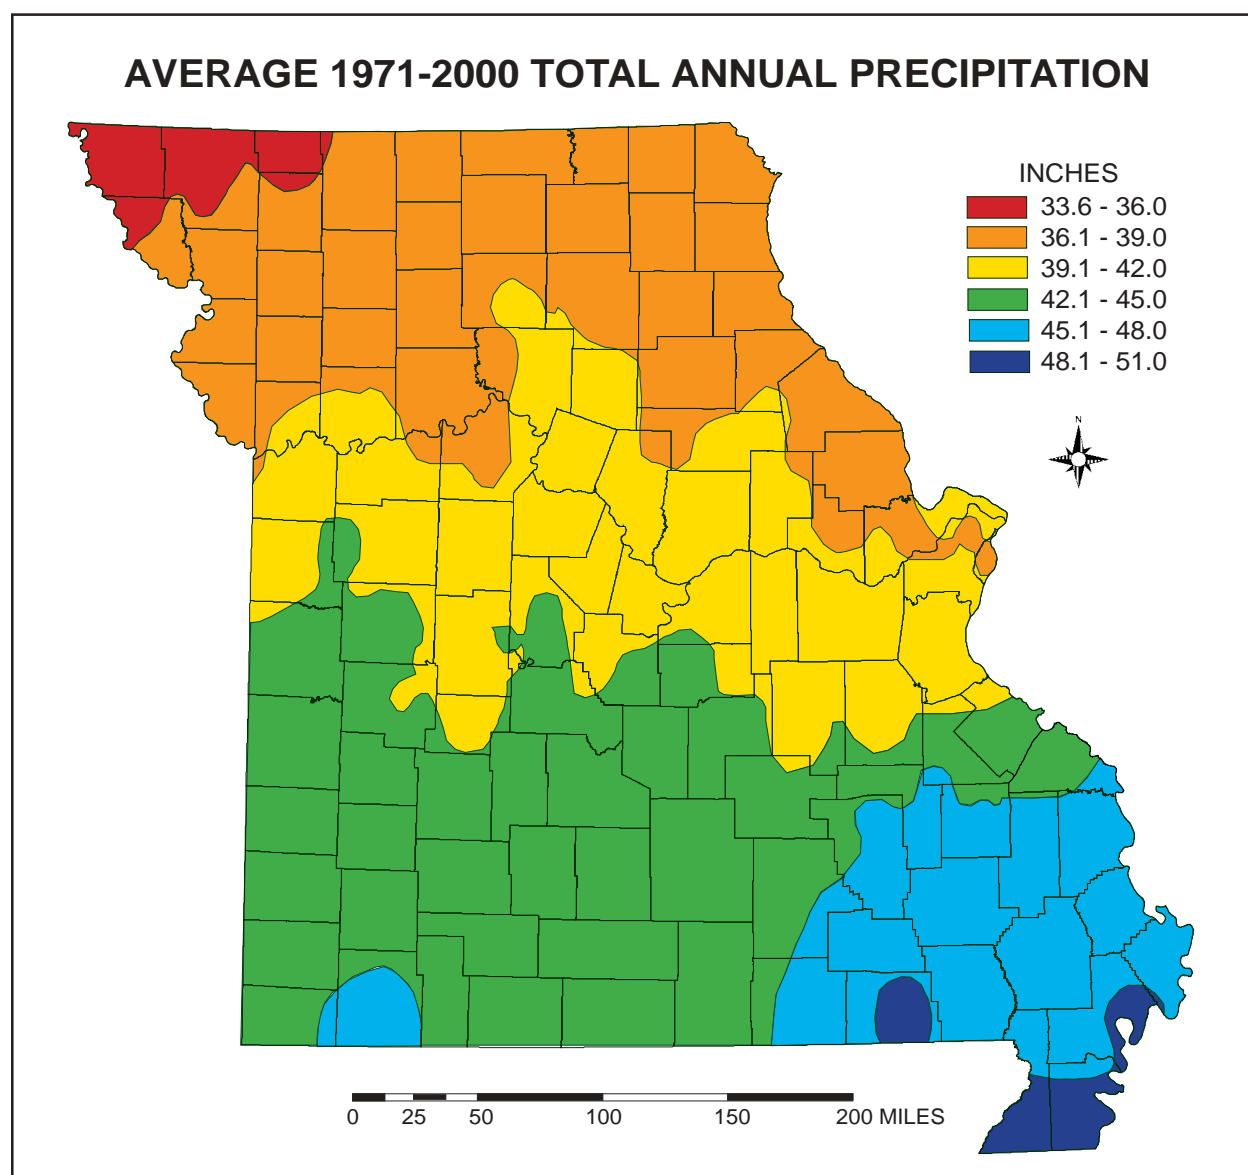 AVERAGE 1971-2000 TOTAL ANNUAL PRECIPITATION
INCHES
33.6 - 36.0
36.1 - 39.0
39.1 - 42.0
42.1 - 45.0
45.1 - 48.0
48.1 - 51.0
N
0 25 50 100 150 200 MILES